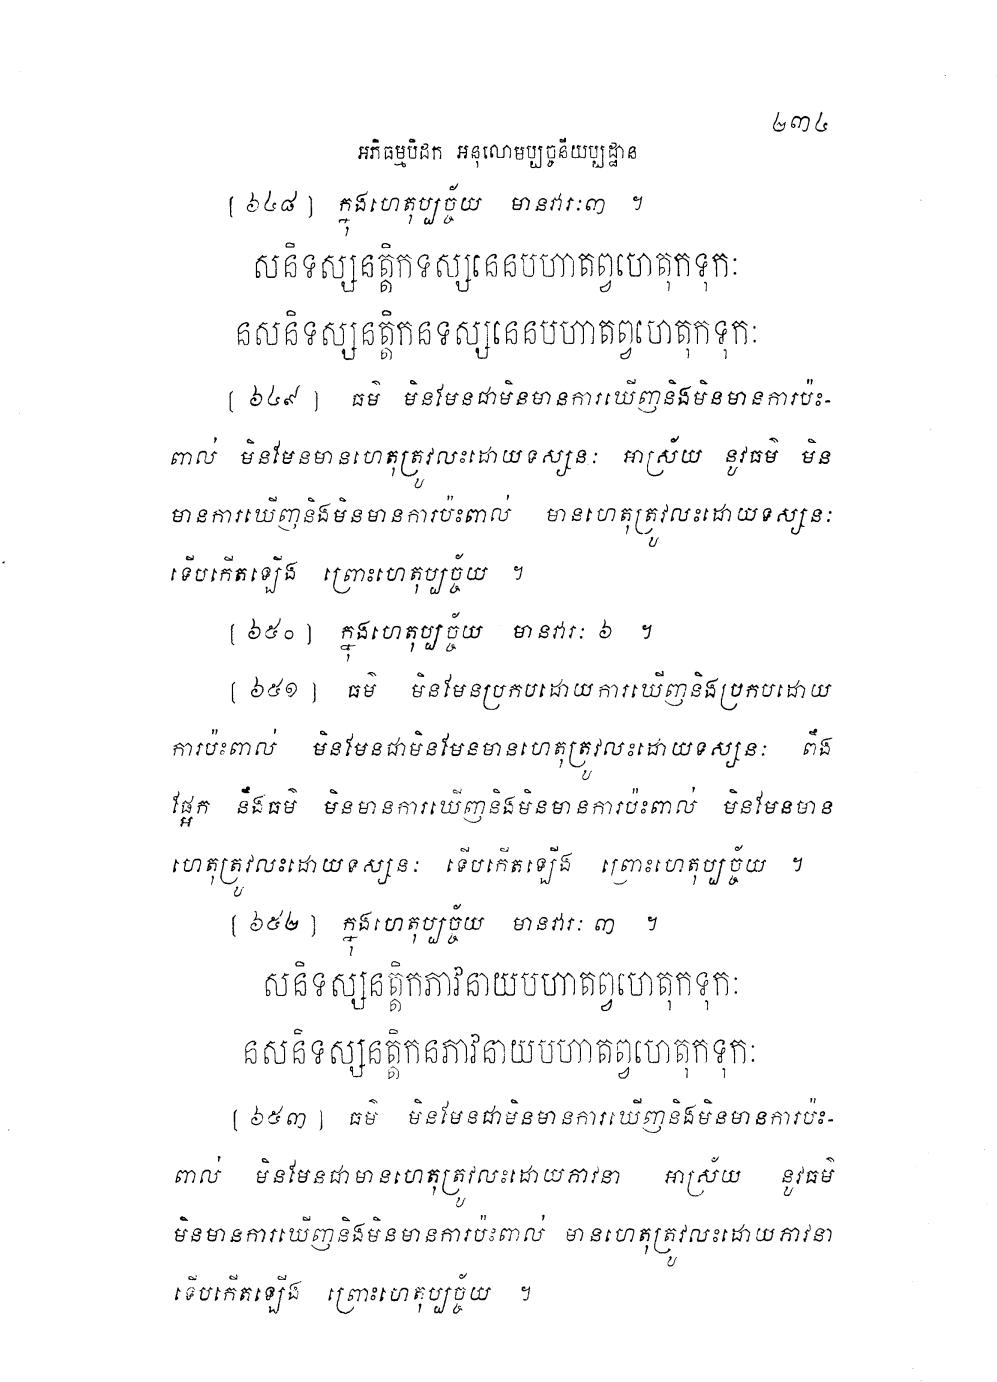 ២៣៤
អភិធម្មបិដក អនុលោមប្បច្ចនីយប្បដ្ឋាន
[ ៦៤៨ ] ក្នុងហេតុប្បច្ច័យ មានវារៈ៣ ។
សនិទស្សនត្តិកទស្សនេនបហាតព្វហេតុកទុកៈ
នសនិទស្សនត្តិកនទស្សនេនបហាតព្វហេតុកទុកៈ
[ ៦៤៩ ] ធម៌ មិនមែនជាមិនមានការឃើញនិងមិនមានការប៉ះ-
ពាល់ មិនមែនមានហេតុត្រូវលះដោយទស្សនៈ អាស្រ័យ នូវធម៌ មិន
មានការឃើញនិងមិនមានការប៉ះពាល់ មានហេតុត្រូវលះដោយទស្សនៈ
ទើបកើតឡើង ព្រោះហេតុប្បច្ច័យ ។
[ ៦៥០ ] ក្នុងហេតុប្បច្ច័យ មានវារៈ ៦ ។
[ ៦៥១ ] ធម៌ មិនមែនប្រកបដោយការឃើញនិងប្រកបដោយ
ការប៉ះពាល់ មិនមែនជាមិនមែនមានហេតុត្រូវលះដោយទស្សនៈ ពឹង
ផ្អែក នឹងធម៌ មិនមានការឃើញនិងមិនមានការប៉ះពាល់ មិនមែនមាន
ហេតុត្រូវលះដោយទស្សនៈ ទើបកើតឡើង ព្រោះហេតុប្បច្ច័យ ។
[ ៦៥២ ] ក្នុងហេតុប្បច្ច័យ មានវារៈ ៣ ។
សនិទស្សនត្តិកភាវនាយបហាតព្វហេតុកទុកៈ
នសនិទស្សនត្តិកនភាវនាយបហាតព្វហេតុកទុកៈ
[ ៦៥៣ ] ធម៌ មិនមែនជាមិនមានការឃើញនិងមិនមានការប៉ះ-
ពាល់ មិនមែនជាមានហេតុត្រូវលះដោយភាវនា អាស្រ័យ នូវធម៌
មិនមានការឃើញនិងមិនមានការប៉ះពាល់ មានហេតុត្រូវលះដោយភាវនា
ទើបកើតឡើង ព្រោះហេតុប្បច្ច័យ ។